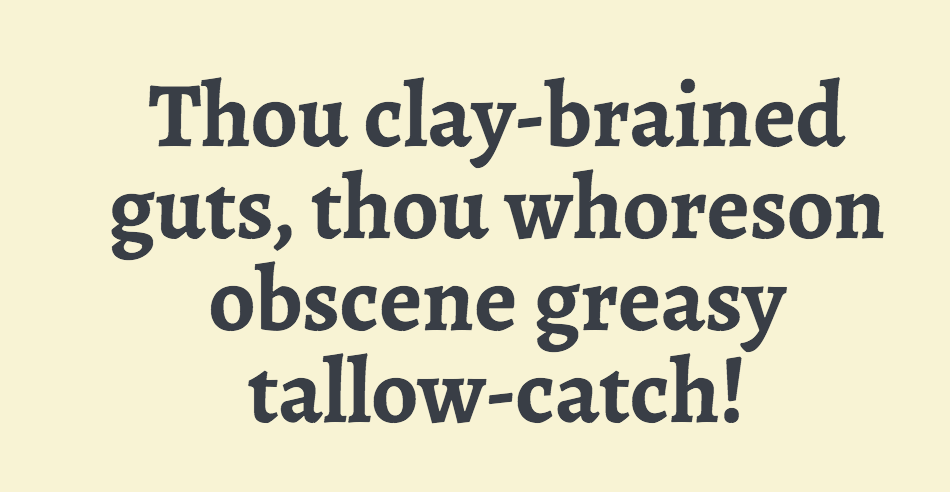 Thou clay-brained
guts, thou whoreson
obscene greasy
tallow-catch!